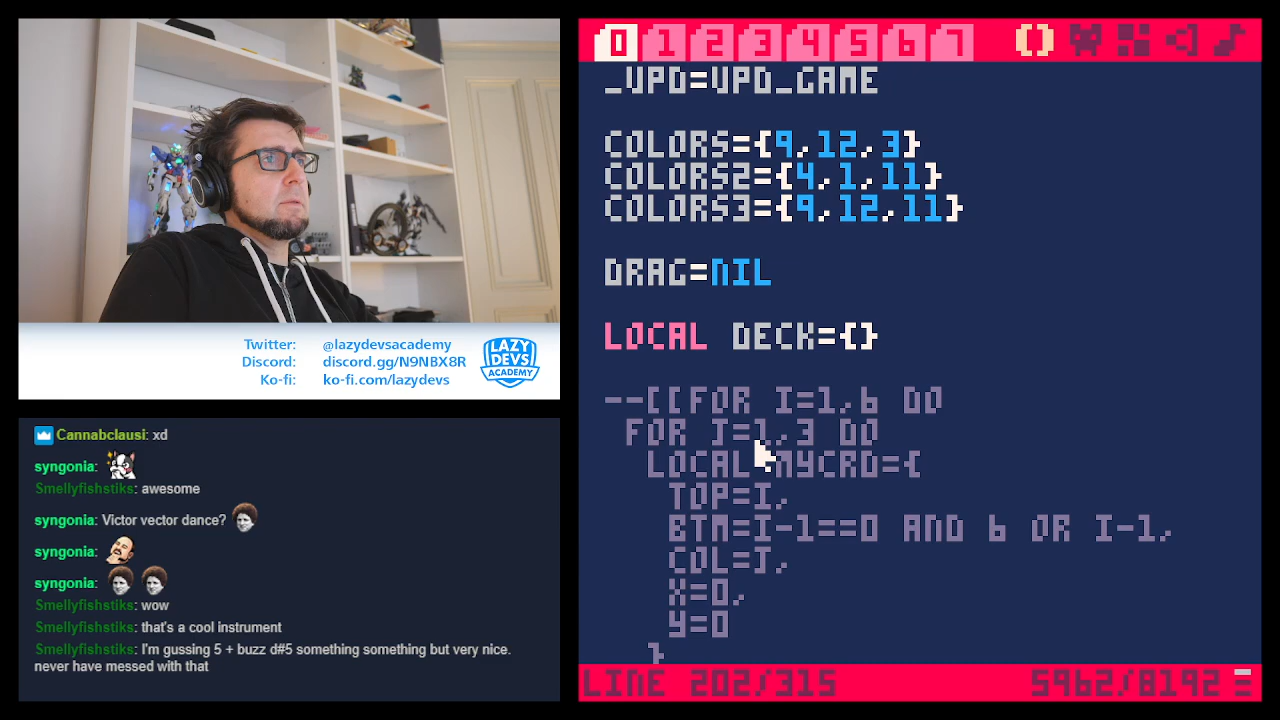 Twitter: @lazydevsacademy
Discord: discord.gg/N9NBX8R
Ko-fi: ko-fi.com/lazydevs
LAZY
DEVS
ACADEMY
Cannabclausi: xd
syngonia:
Smellyfishstiks: awesome
syngonia: Victor vector dance?
syngonia:
syngonia:
Smellyfishstiks: wow
Smellyfishstiks: that's a cool instrument
Smellyfishstiks: I'm gussing 5 + buzz d#5 something something but very nice.
never have messed with that
0 1 2 3 4 5 6 7 ()
_UPD=UPD_GAME
COLORS={9,12,3}
COLORS2={4,1,11}
COLORS3={9,12,11}
DRAG=NIL
LOCAL DECK={}
--[[FOR I=1,6 DO
FOR J=1,3 DO
LOCAL MYCRD={
TOP=I,
BTM=I-1==0 AND 6 OR I-1,
COL=J,
X=0,
Y=0
}
LINE 202/315 5962/8192